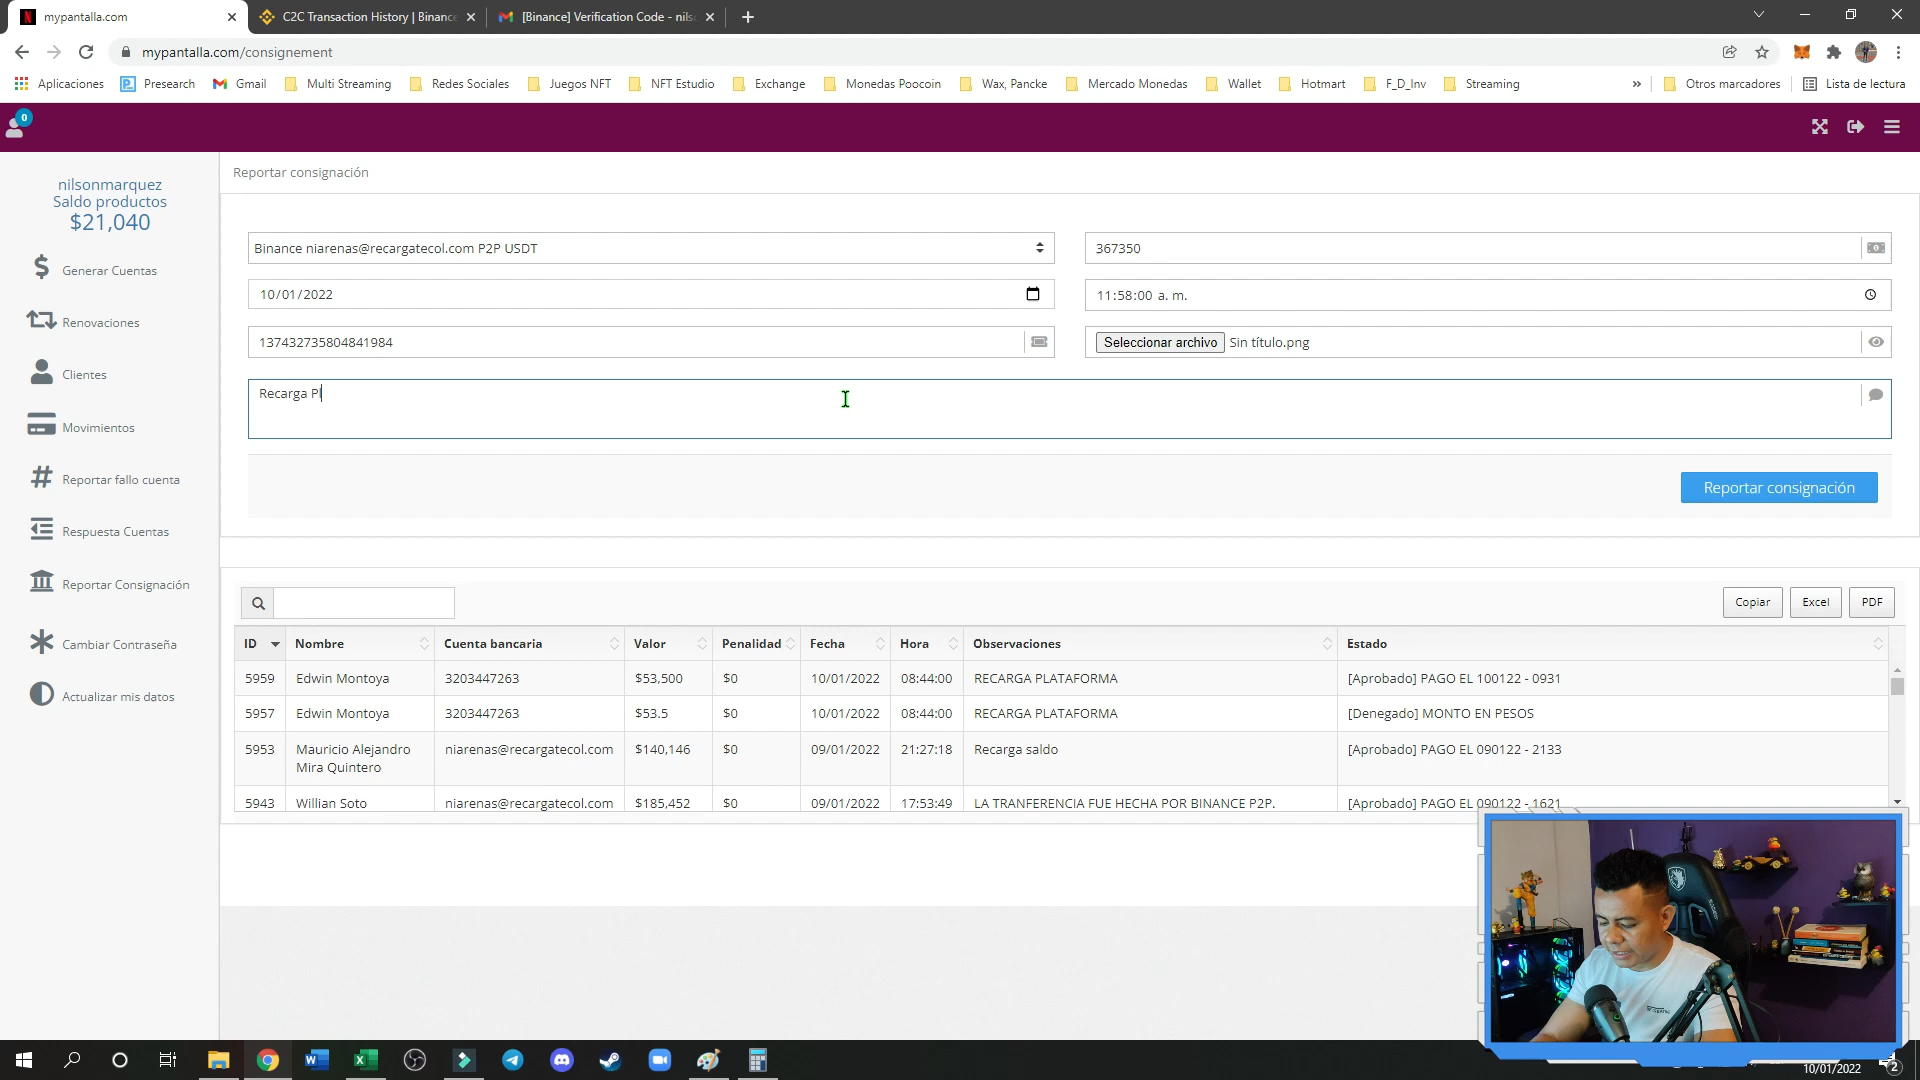 mypantalla.com
C2C Transaction History | Binance
[Binance] Verification Code - nils
mypantalla.com/consignement
Aplicaciones
Presearch
Gmail
Multi Streaming
Redes Sociales
Juegos NFT
NFT Estudio
Exchange
Monedas Poocoin
Wax, Pancke
Mercado Monedas
Wallet
Hotmart
F_D_Inv
Streaming
»
Otros marcadores
Lista de lectura
0
nilsonmarquez
Saldo productos
$21,040
Generar Cuentas
Renovaciones
Clientes
Movimientos
Reportar fallo cuenta
Respuesta Cuentas
Reportar Consignación
Cambiar Contraseña
Actualizar mis datos
Reportar consignación
Binance niarenas@recargatecol.com P2P USDT
367350
10/01/2022
11:58:00 a. m.
137432735804841984
Seleccionar archivo Sin título.png
Recarga Pl
Reportar consignación
Copiar Excel PDF
ID Nombre Cuenta bancaria Valor Penalidad Fecha Hora Observaciones Estado
5959 Edwin Montoya 3203447263 $53,500 $0 10/01/2022 08:44:00 RECARGA PLATAFORMA [Aprobado] PAGO EL 100122 - 0931
5957 Edwin Montoya 3203447263 $53.5 $0 10/01/2022 08:44:00 RECARGA PLATAFORMA [Denegado] MONTO EN PESOS
5953 Mauricio Alejandro niarenas@recargatecol.com $140,146 $0 09/01/2022 21:27:18 Recarga saldo [Aprobado] PAGO EL 090122 - 2133
Mira Quintero
5943 Willian Soto niarenas@recargatecol.com $185,452 $0 09/01/2022 17:53:49 LA TRANFERENCIA FUE HECHA POR BINANCE P2P. [Aprobado] PAGO EL 090122 - 1621
10/01/2022
2